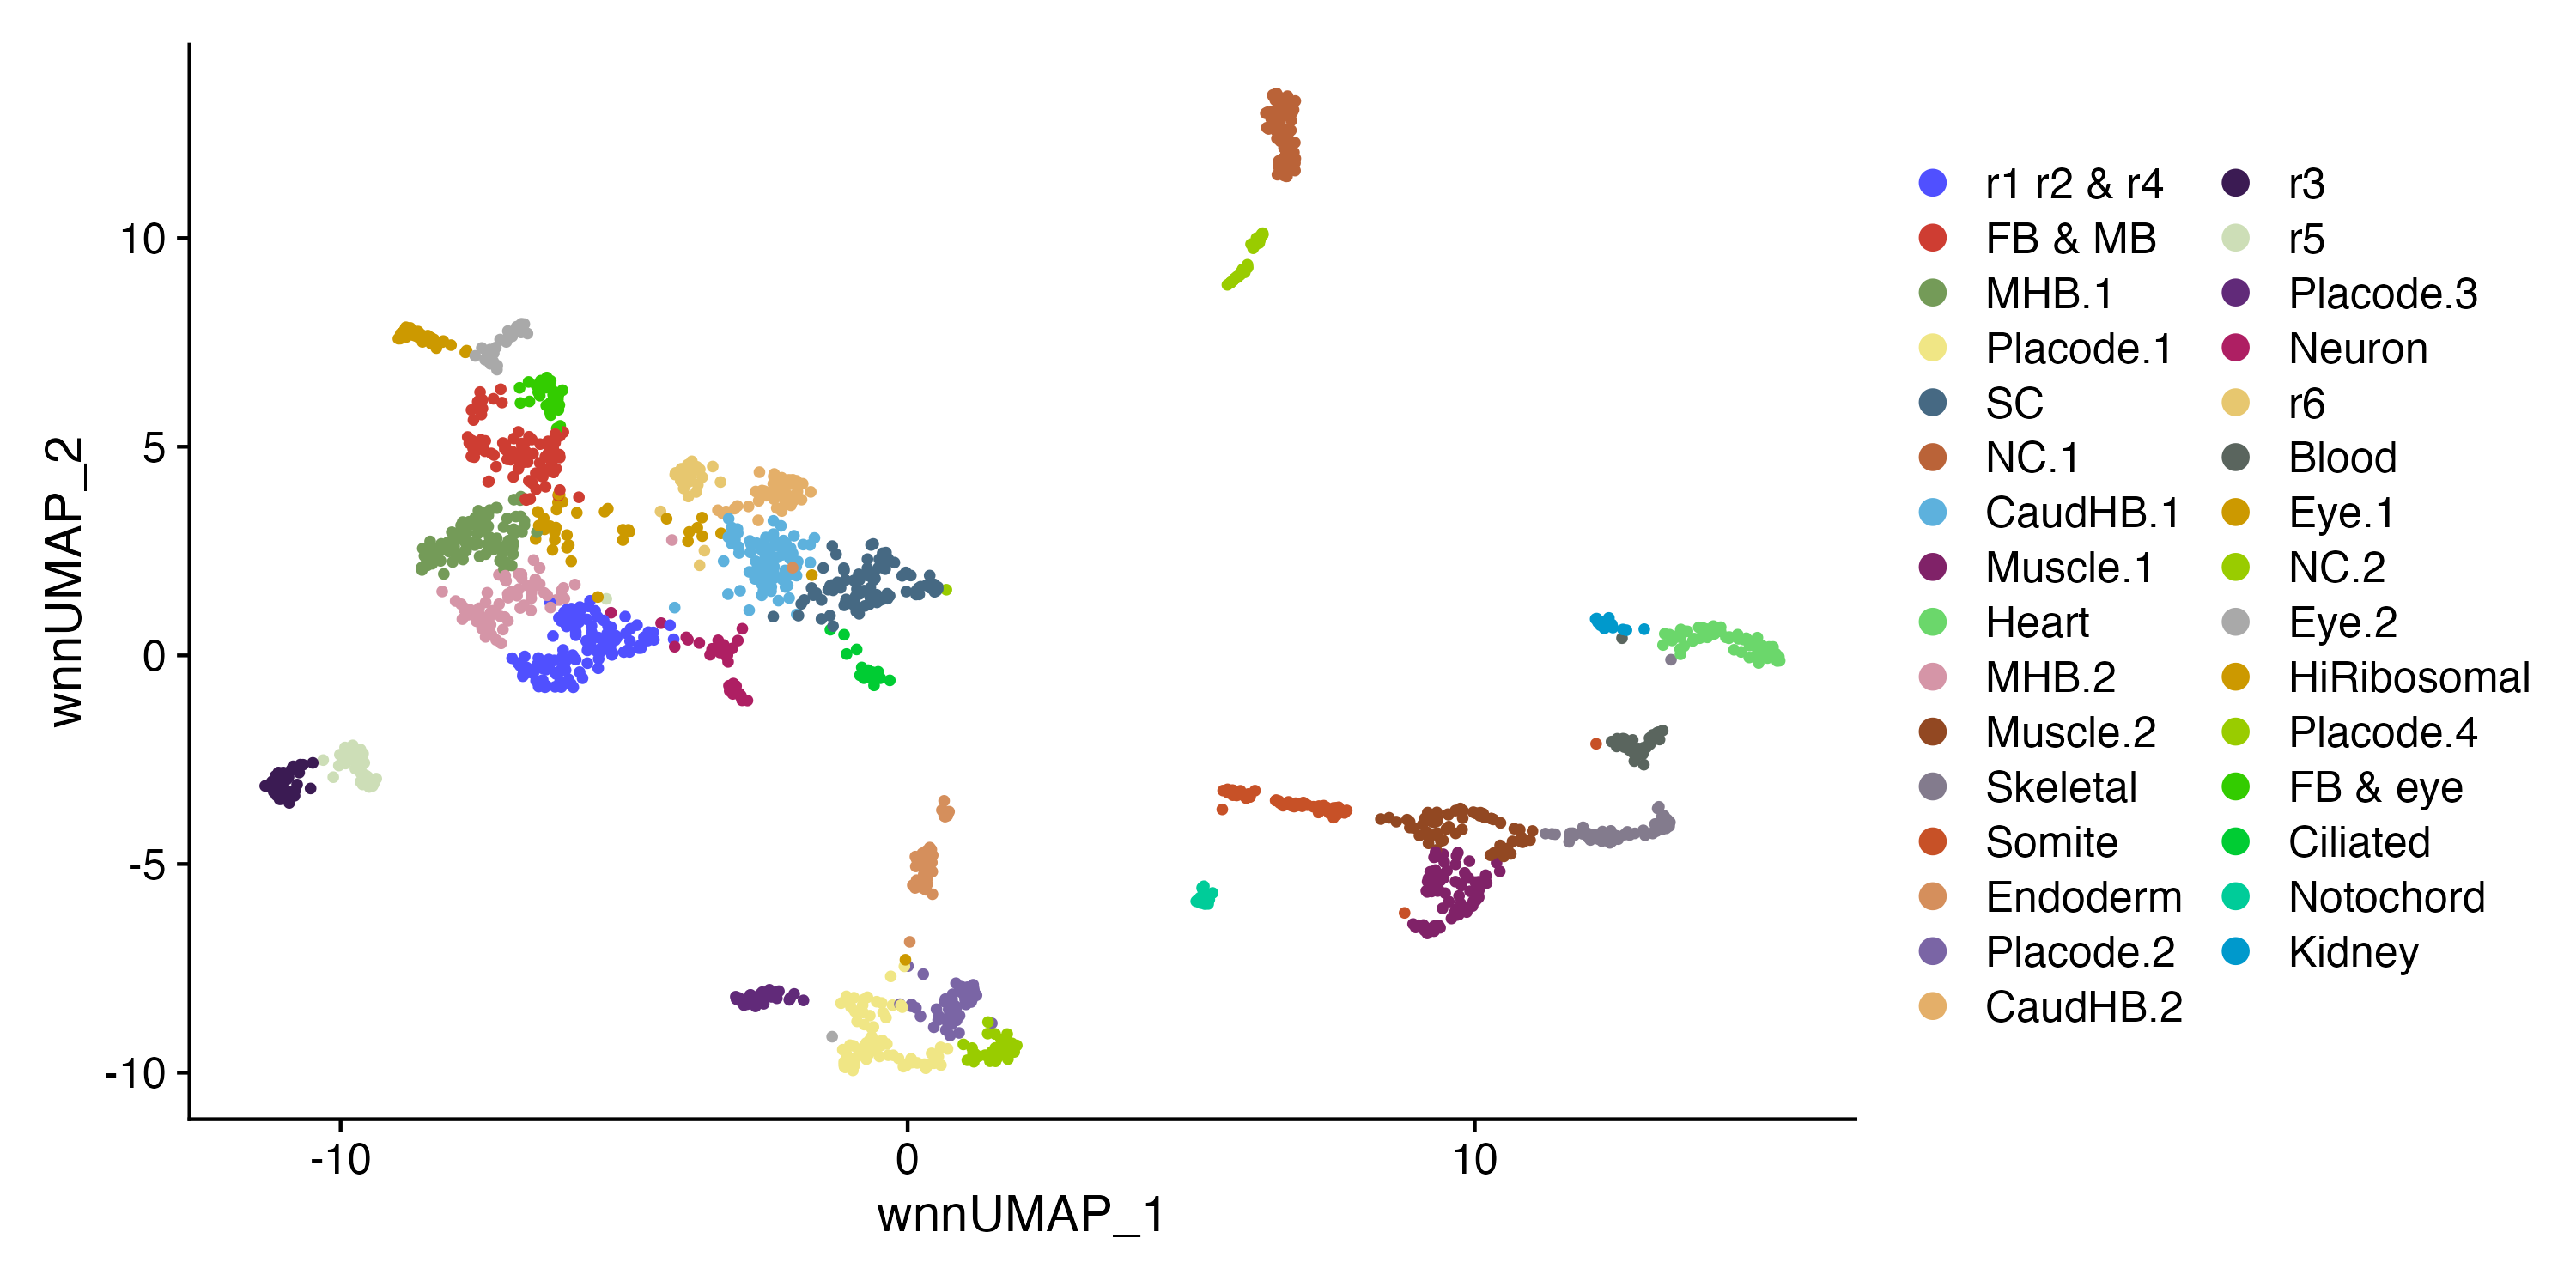 10
5
0
-5
-10
wnnUMAP_2
-10
0
10
wnnUMAP_1
r1 r2 & r4
FB & MB
MHB.1
Placode.1
SC
NC.1
CaudHB.1
Muscle.1
Heart
MHB.2
Muscle.2
Skeletal
Somite
Endoderm
Placode.2
CaudHB.2
r3
r5
Placode.3
Neuron
r6
Blood
Eye.1
NC.2
Eye.2
HiRibosomal
Placode.4
FB & eye
Ciliated
Notochord
Kidney